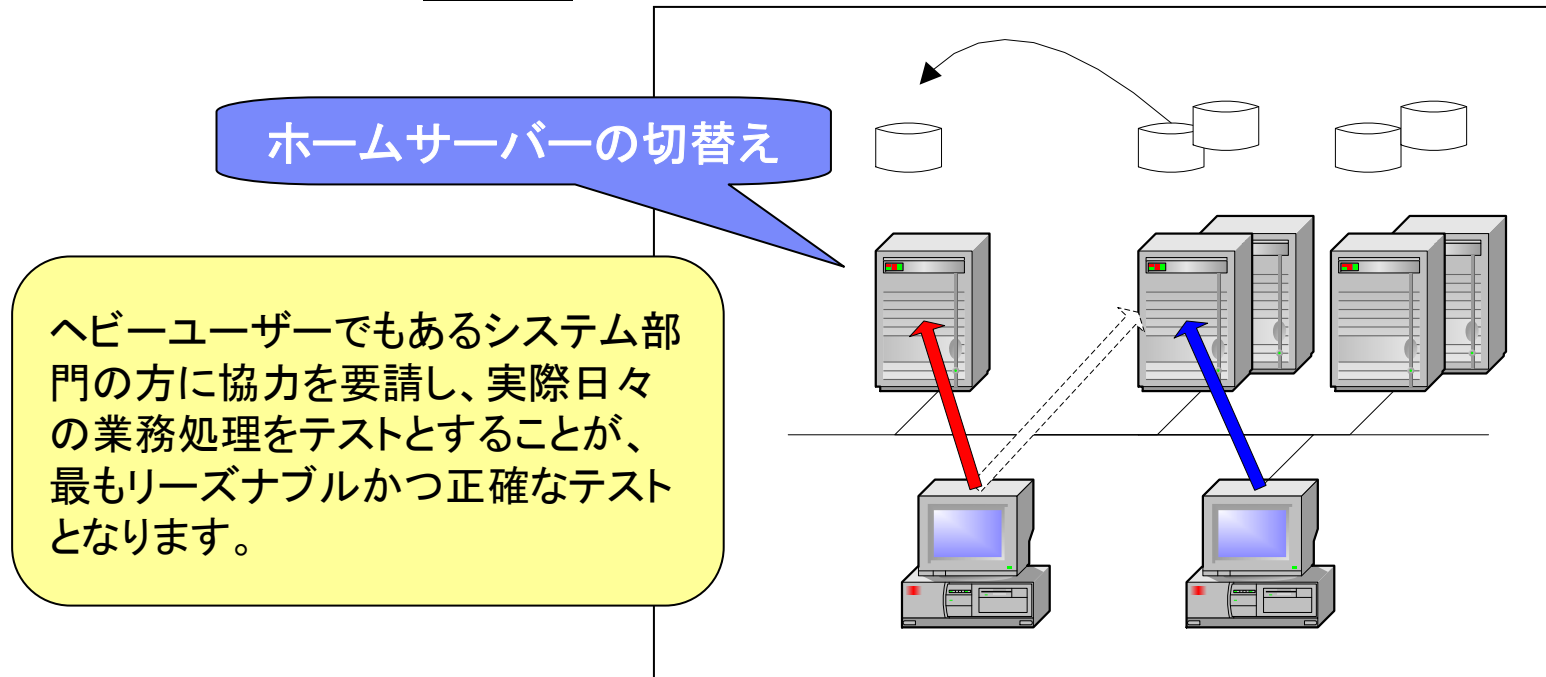 ホームサーバーの切替え
ヘビーユーザーでもあるシステム部
門の方に協力を要請し、実際日々
の業務処理をテストとすることが、
最もリーズナブルかつ正確なテスト
となります。